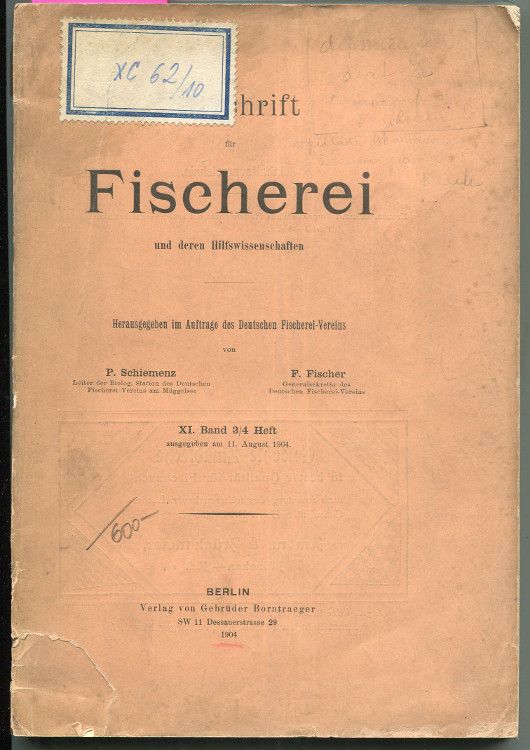 XC 62/10
hrift
für
Fischerei
und deren Hilfswissenschaften
Herausgegeben im Auftrage des Deutschen Fischerei-Vereins
von
P. Schiemenz
Leiter der Biolog. Station des Deutschen
Fischerei-Vereins am Müggelsee
F. Fischer
Generalsekretär des
Deutschen Fischerei-Vereins
XI. Band 3/4 Heft
ausgegeben am 11. August 1904.
/600-
BERLIN
Verlag von Gebrüder Borntraeger
SW 11 Dessauerstrasse 29
1904